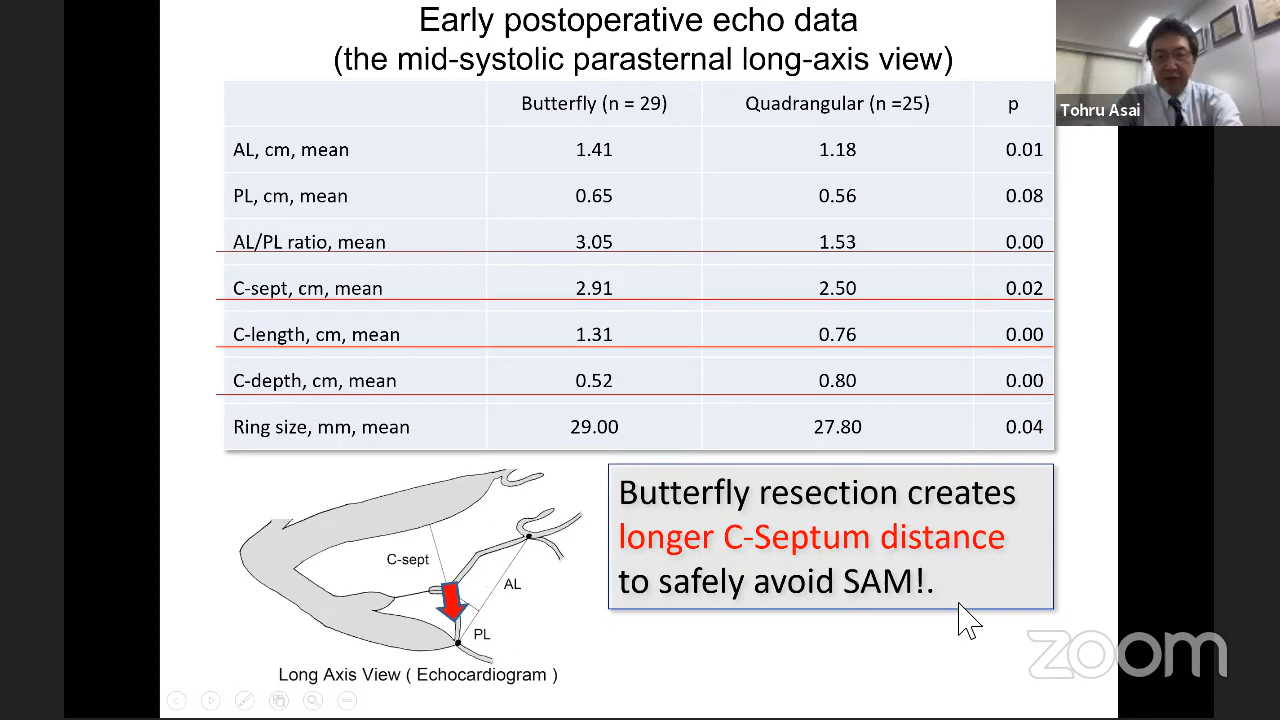 Early postoperative echo data
(the mid-systolic parasternal long-axis view)
Tohru Asai
Butterfly (n = 29) Quadrangular (n =25) p
AL, cm, mean 1.41 1.18 0.01
PL, cm, mean 0.65 0.56 0.08
AL/PL ratio, mean 3.05 1.53 0.00
C-sept, cm, mean 2.91 2.50 0.02
C-length, cm, mean 1.31 0.76 0.00
C-depth, cm, mean 0.52 0.80 0.00
Ring size, mm, mean 29.00 27.80 0.04
C-sept
AL
PL
Long Axis View ( Echocardiogram )
Butterfly resection creates
longer C-Septum distance
to safely avoid SAM!.
zoom